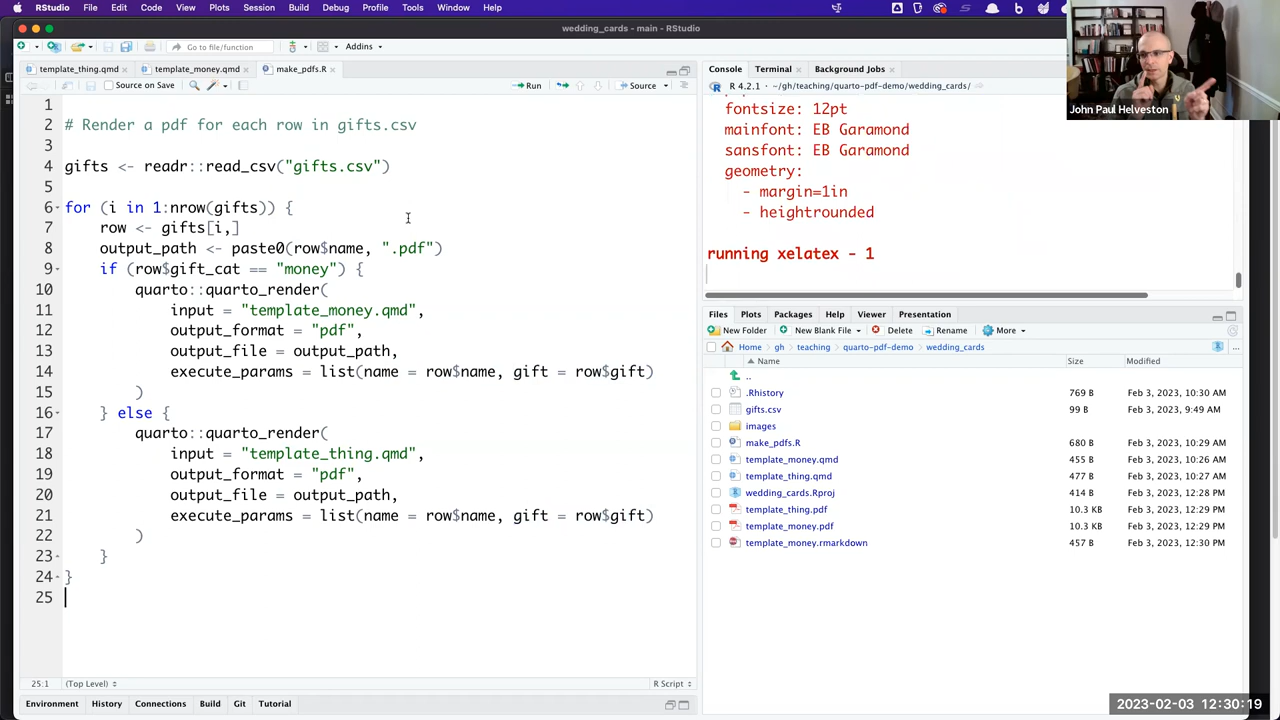 RStudio File Edit Code View Plots Session Build Debug Profile Tools Window Help
wedding_cards - main - RStudio
Go to file/function Addins
template_thing.qmd template_money.qmd make_pdfs.R
Source on Save Run Source
1
2 # Render a pdf for each row in gifts.csv
3
4 gifts <- readr::read_csv("gifts.csv")
5
6 for (i in 1:nrow(gifts)) {
7 row <- gifts[i,]
8 output_path <- paste0(row$name, ".pdf")
9 if (row$gift_cat == "money") {
10 quarto::quarto_render(
11 input = "template_money.qmd",
12 output_format = "pdf",
13 output_file = output_path,
14 execute_params = list(name = row$name, gift = row$gift)
15 )
16 } else {
17 quarto::quarto_render(
18 input = "template_thing.qmd",
19 output_format = "pdf",
20 output_file = output_path,
21 execute_params = list(name = row$name, gift = row$gift)
22 )
23 }
24 }
25
25:1 (Top Level) R Script
Environment History Connections Build Git Tutorial
Console Terminal Background Jobs
R 4.2.1 · ~/gh/teaching/quarto-pdf-demo/wedding_cards/
fontsize: 12pt
mainfont: EB Garamond
sansfont: EB Garamond
geometry:
- margin=1in
- heightrounded
running xelatex - 1
Files Plots Packages Help Viewer Presentation
New Folder New Blank File Delete Rename More
Home gh teaching quarto-pdf-demo wedding_cards ...
Name Size Modified
..
.Rhistory 769 B Feb 3, 2023, 10:30 AM
gifts.csv 99 B Feb 3, 2023, 9:49 AM
images
make_pdfs.R 680 B Feb 3, 2023, 10:29 AM
template_money.qmd 455 B Feb 3, 2023, 10:26 AM
template_thing.qmd 477 B Feb 3, 2023, 10:27 AM
wedding_cards.Rproj 414 B Feb 3, 2023, 12:28 PM
template_thing.pdf 10.3 KB Feb 3, 2023, 12:29 PM
template_money.pdf 10.3 KB Feb 3, 2023, 12:29 PM
template_money.rmarkdown 457 B Feb 3, 2023, 12:30 PM
John Paul Helveston
2023-02-03 12:30:19